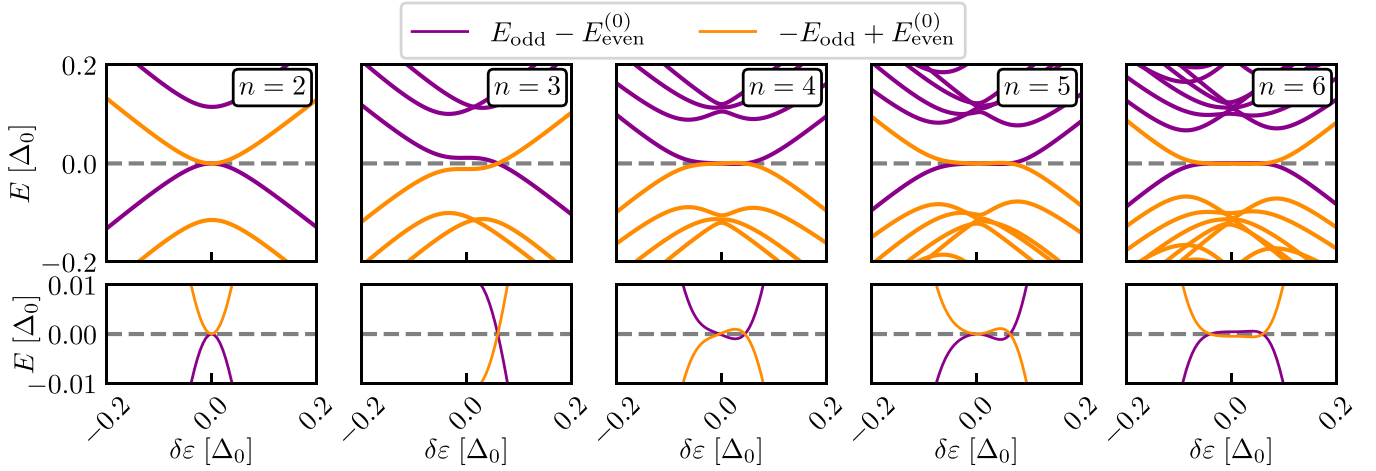 E_odd − E_even^(0)   −E_odd + E_even^(0)
n = 2   n = 3   n = 4   n = 5   n = 6
E [Δ_0]
0.2
0.0
−0.2
E [Δ_0]
0.01
0.00
−0.01
−0.2   0.0   0.2   −0.2   0.0   0.2   −0.2   0.0   0.2   −0.2   0.0   0.2   −0.2   0.0   0.2
δε [Δ_0]   δε [Δ_0]   δε [Δ_0]   δε [Δ_0]   δε [Δ_0]